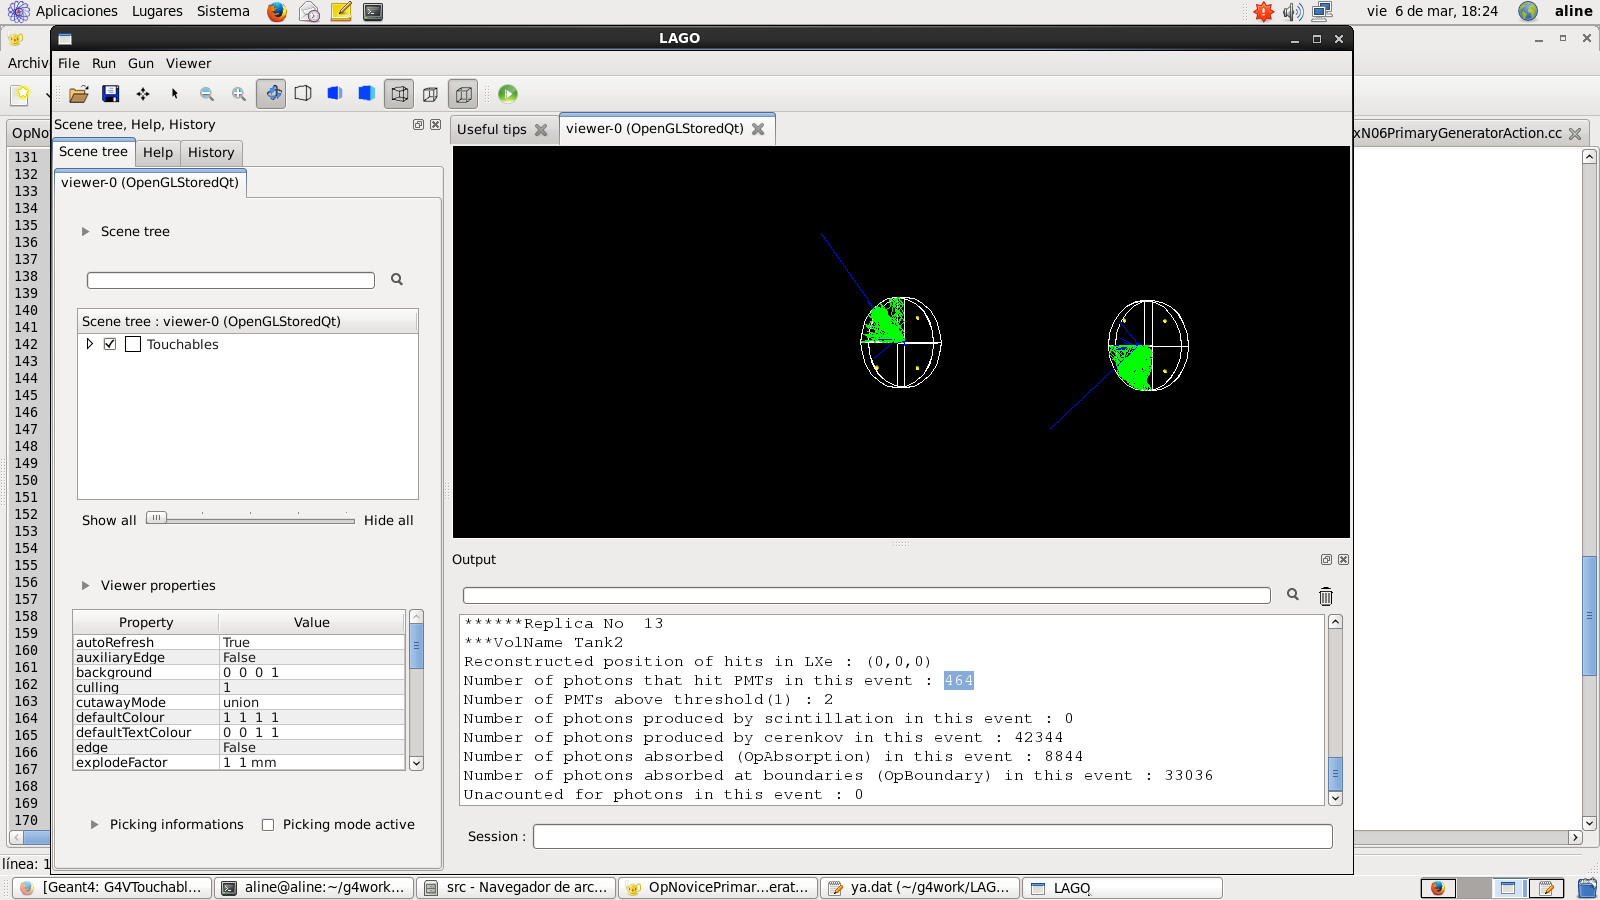 Aplicaciones Lugares Sistema
vie 6 de mar, 18:24 aline
LAGO
Archiv
File Run Gun Viewer
Scene tree, Help, History
Useful tips
viewer-0 (OpenGLStoredQt)
OpNo
xN06PrimaryGeneratorAction.cc
Scene tree Help History
viewer-0 (OpenGLStoredQt)
Scene tree
Scene tree : viewer-0 (OpenGLStoredQt)
Touchables
Show all
Hide all
Viewer properties
Property Value
autoRefresh True
auxiliaryEdge False
background 0 0 0 1
culling 1
cutawayMode union
defaultColour 1 1 1 1
defaultTextColour 0 0 1 1
edge False
explodeFactor 1 1 mm
Picking informations
Picking mode active
131
132
133
134
135
136
137
138
139
140
141
142
143
144
145
146
147
148
149
150
151
152
153
154
155
156
157
158
159
160
161
162
163
164
165
166
167
168
169
170
línea: 1
Output
******Replica No 13
***VolName Tank2
Reconstructed position of hits in LXe : (0,0,0)
Number of photons that hit PMTs in this event : 464
Number of PMTs above threshold(1) : 2
Number of photons produced by scintillation in this event : 0
Number of photons produced by cerenkov in this event : 42344
Number of photons absorbed (OpAbsorption) in this event : 8844
Number of photons absorbed at boundaries (OpBoundary) in this event : 33036
Unacounted for photons in this event : 0
Session :
[Geant4: G4VTouchabl...
aline@aline:~/g4work/...
src - Navegador de arc...
OpNovicePrimar...erat...
ya.dat (~/g4work/LAG...
LAGO